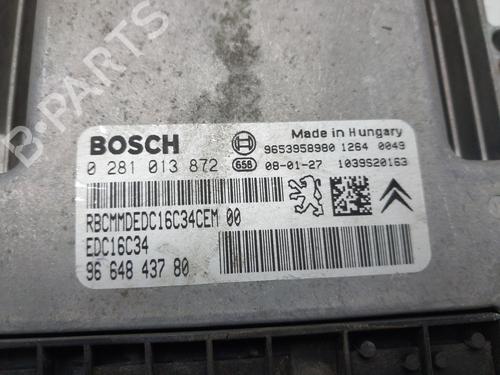 BOSCH
Made in Hungary
9653958980 1264 0049
0 281 013 872 658 08-01-27 1039S20163
RBCMMDEDC16C34CEM 00
EDC16C34
96 648 437 80
B-Parts